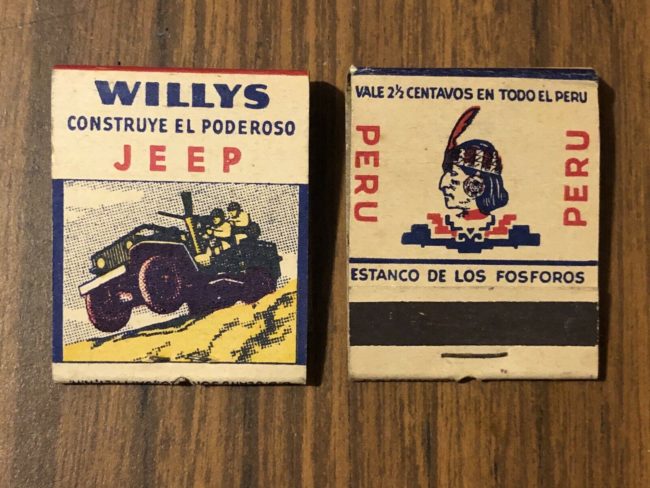 WILLYS
CONSTRUYE EL PODEROSO
JEEP
VALE 2½ CENTAVOS EN TODO EL PERU
PERU
PERU
ESTANCO DE LOS FOSFOROS